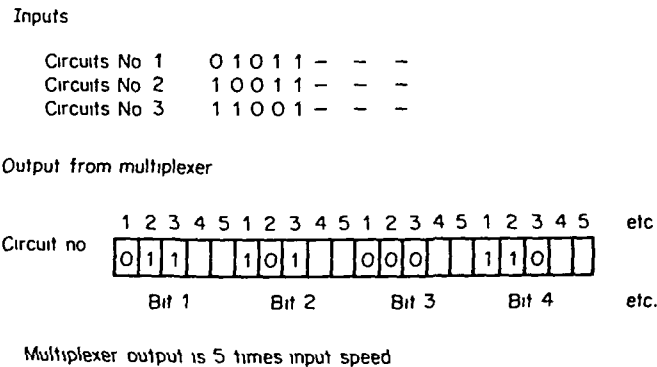 Inputs
Circuits No 1 0 1 0 1 1 – – – –
Circuits No 2 1 0 0 1 1 – – – –
Circuits No 3 1 1 0 0 1 – – – –
Output from multiplexer
1 2 3 4 5 1 2 3 4 5 1 2 3 4 5 1 2 3 4 5 etc
Circuit no 0 1 1 1 0 1 0 0 0 1 1 0
Bit 1 Bit 2 Bit 3 Bit 4 etc.
Multiplexer output is 5 times input speed